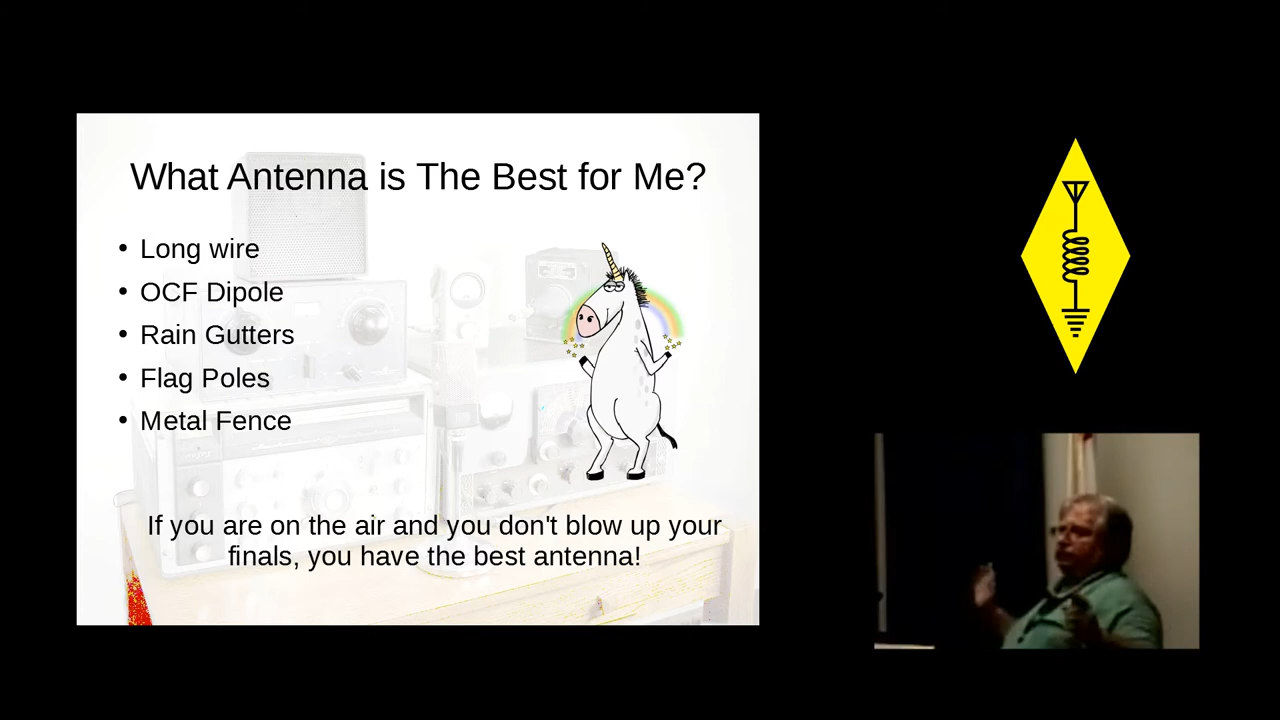 What Antenna is The Best for Me?
• Long wire
• OCF Dipole
• Rain Gutters
• Flag Poles
• Metal Fence
If you are on the air and you don't blow up your
finals, you have the best antenna!